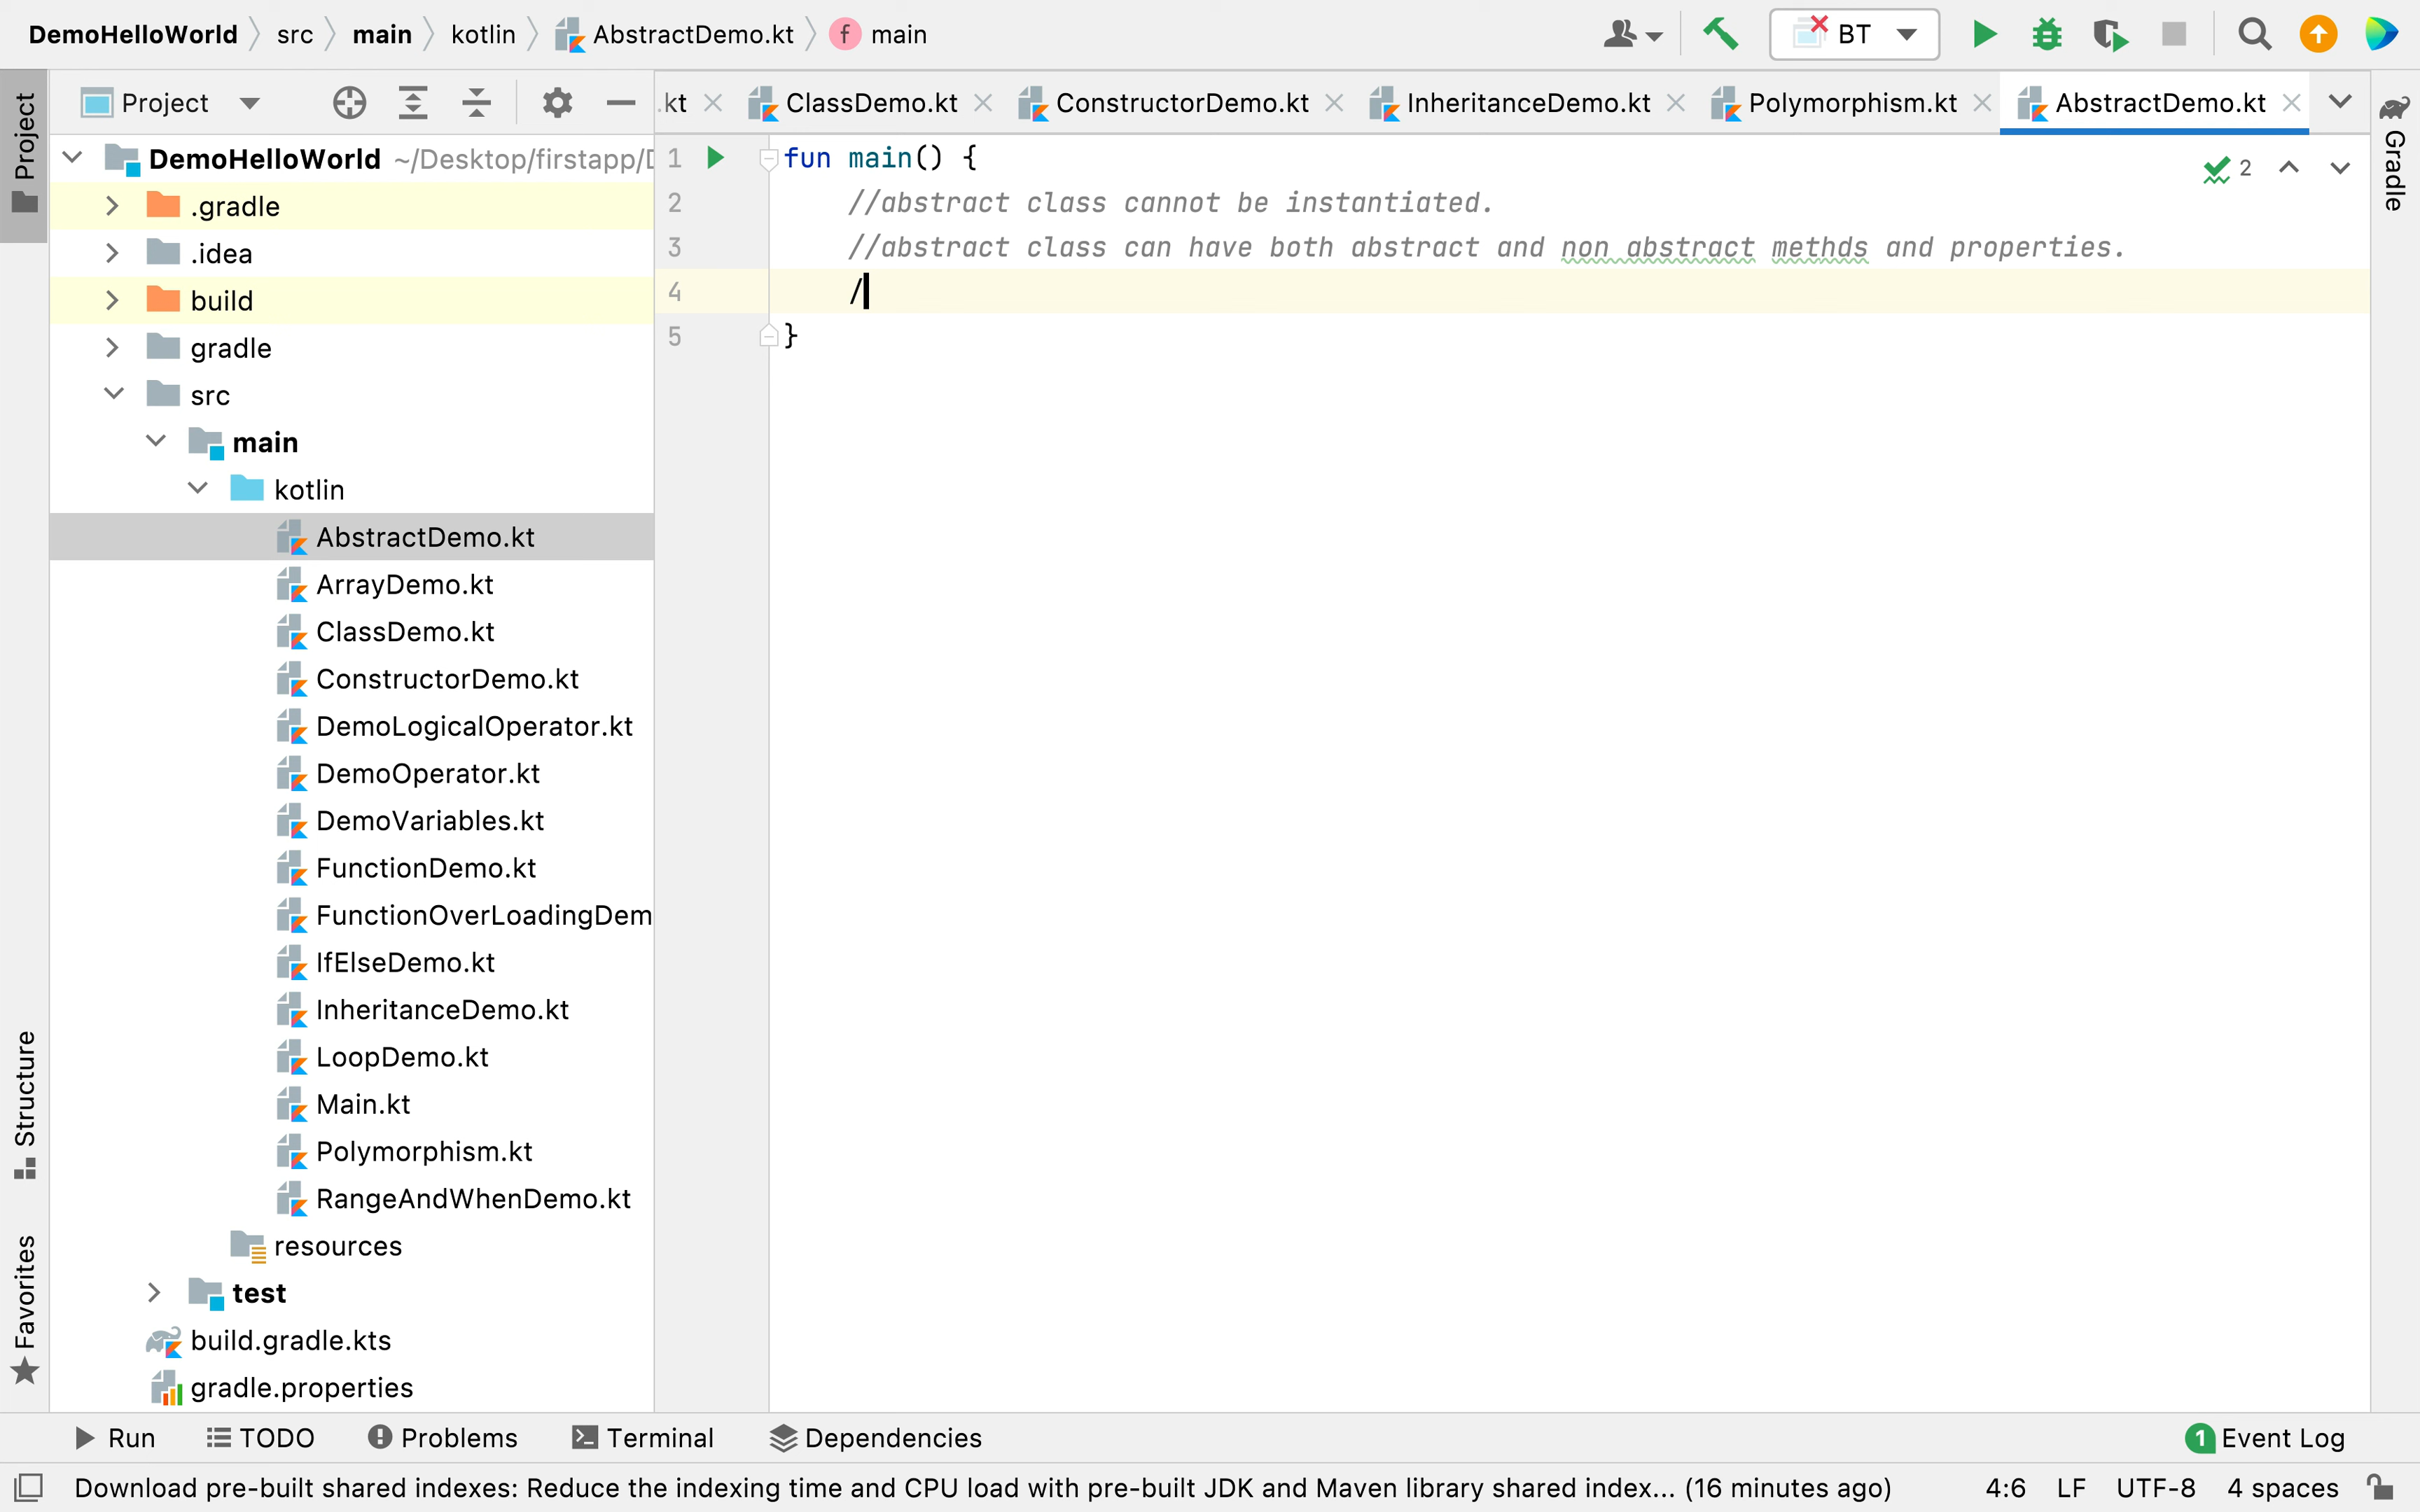 DemoHelloWorld src main kotlin AbstractDemo.kt f main BT
Project .kt ClassDemo.kt ConstructorDemo.kt InheritanceDemo.kt Polymorphism.kt AbstractDemo.kt
Project
Gradle
DemoHelloWorld ~/Desktop/firstapp/D
.gradle
.idea
build
gradle
src
main
kotlin
AbstractDemo.kt
ArrayDemo.kt
ClassDemo.kt
ConstructorDemo.kt
DemoLogicalOperator.kt
DemoOperator.kt
DemoVariables.kt
FunctionDemo.kt
FunctionOverLoadingDem
IfElseDemo.kt
InheritanceDemo.kt
LoopDemo.kt
Main.kt
Polymorphism.kt
RangeAndWhenDemo.kt
resources
test
build.gradle.kts
gradle.properties
Structure
Favorites
1 fun main() {
2 //abstract class cannot be instantiated.
3 //abstract class can have both abstract and non abstract methds and properties.
4 /
5 }
2
Run TODO Problems Terminal Dependencies 1 Event Log
Download pre-built shared indexes: Reduce the indexing time and CPU load with pre-built JDK and Maven library shared index... (16 minutes ago) 4:6 LF UTF-8 4 spaces